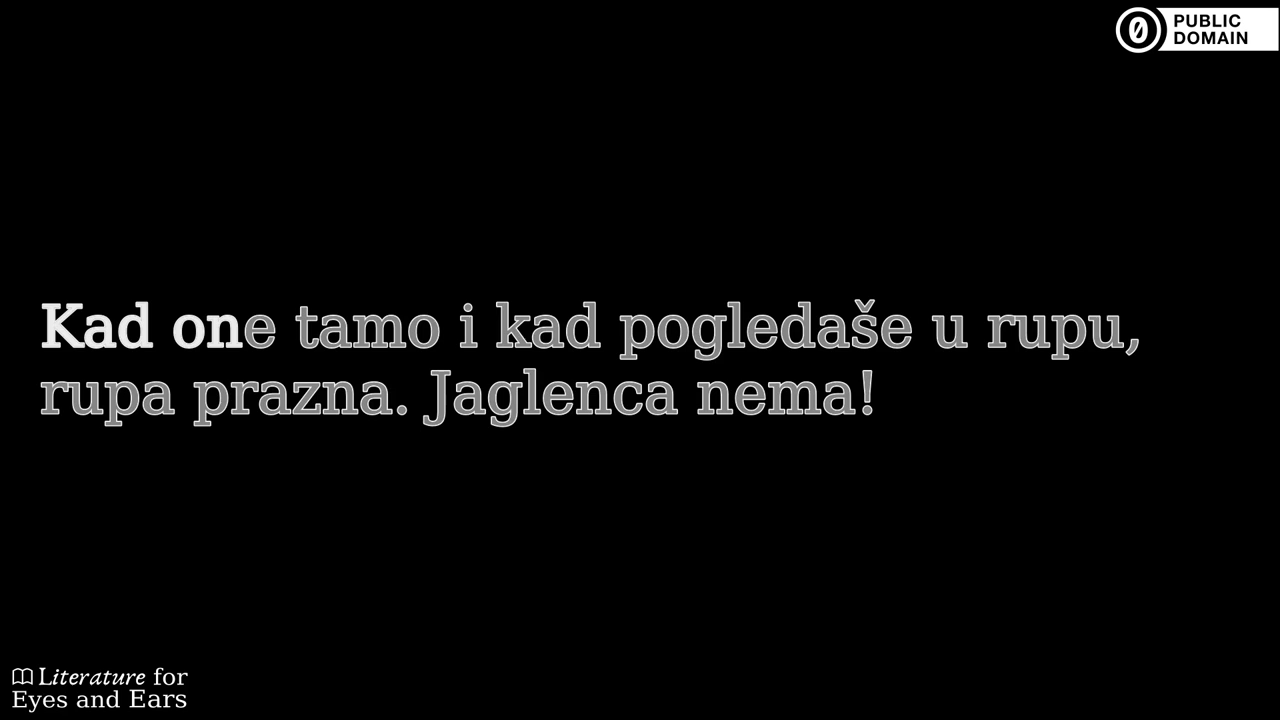 PUBLIC
DOMAIN
Kad one tamo i kad pogledaše u rupu,
rupa prazna. Jaglenca nema!
Literature for
Eyes and Ears